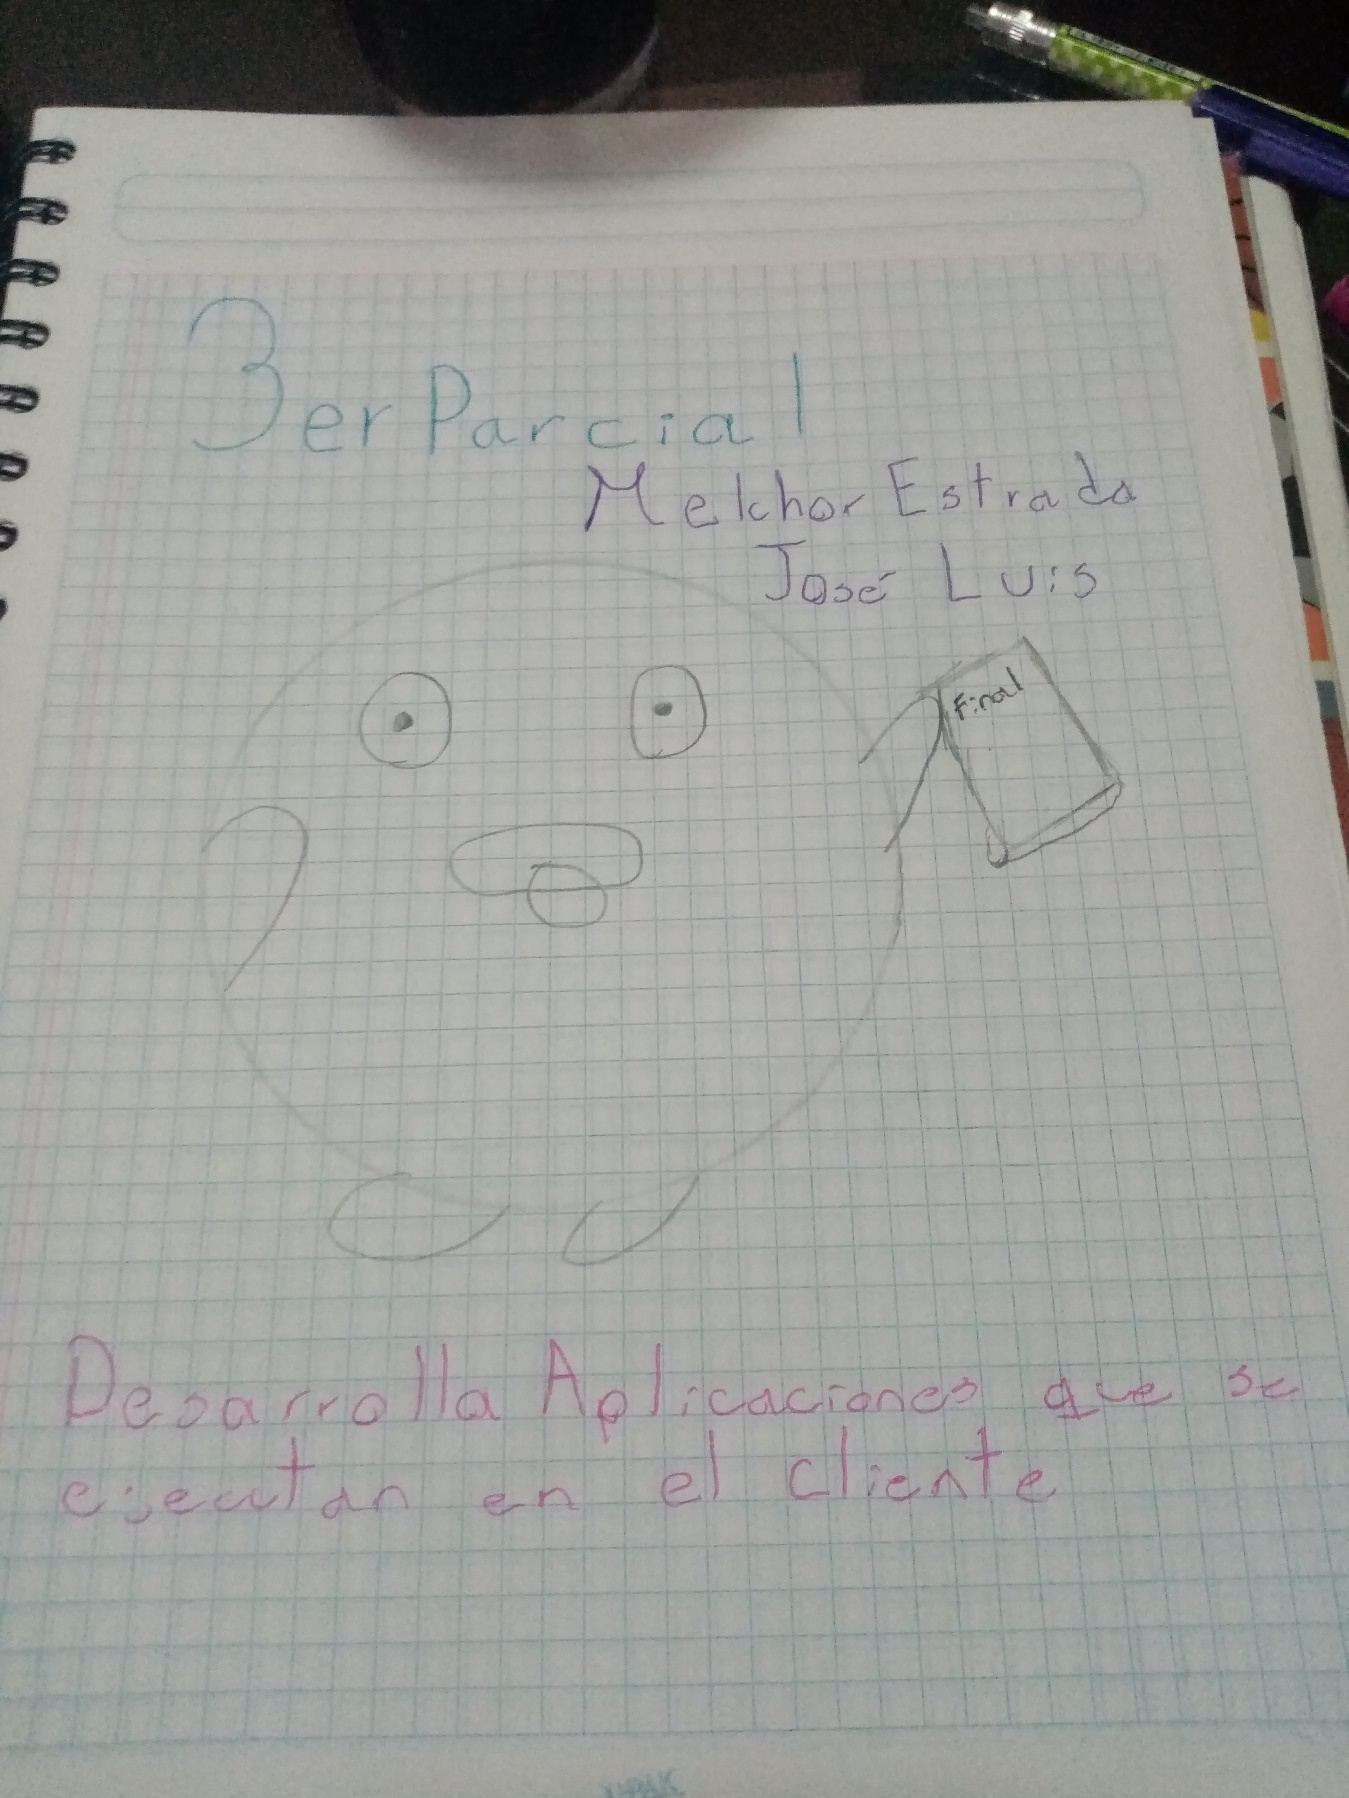 3er Parcial
Melchor Estrada
José Luis
Final
Desarrolla Aplicaciones que se
ejecutan en el cliente